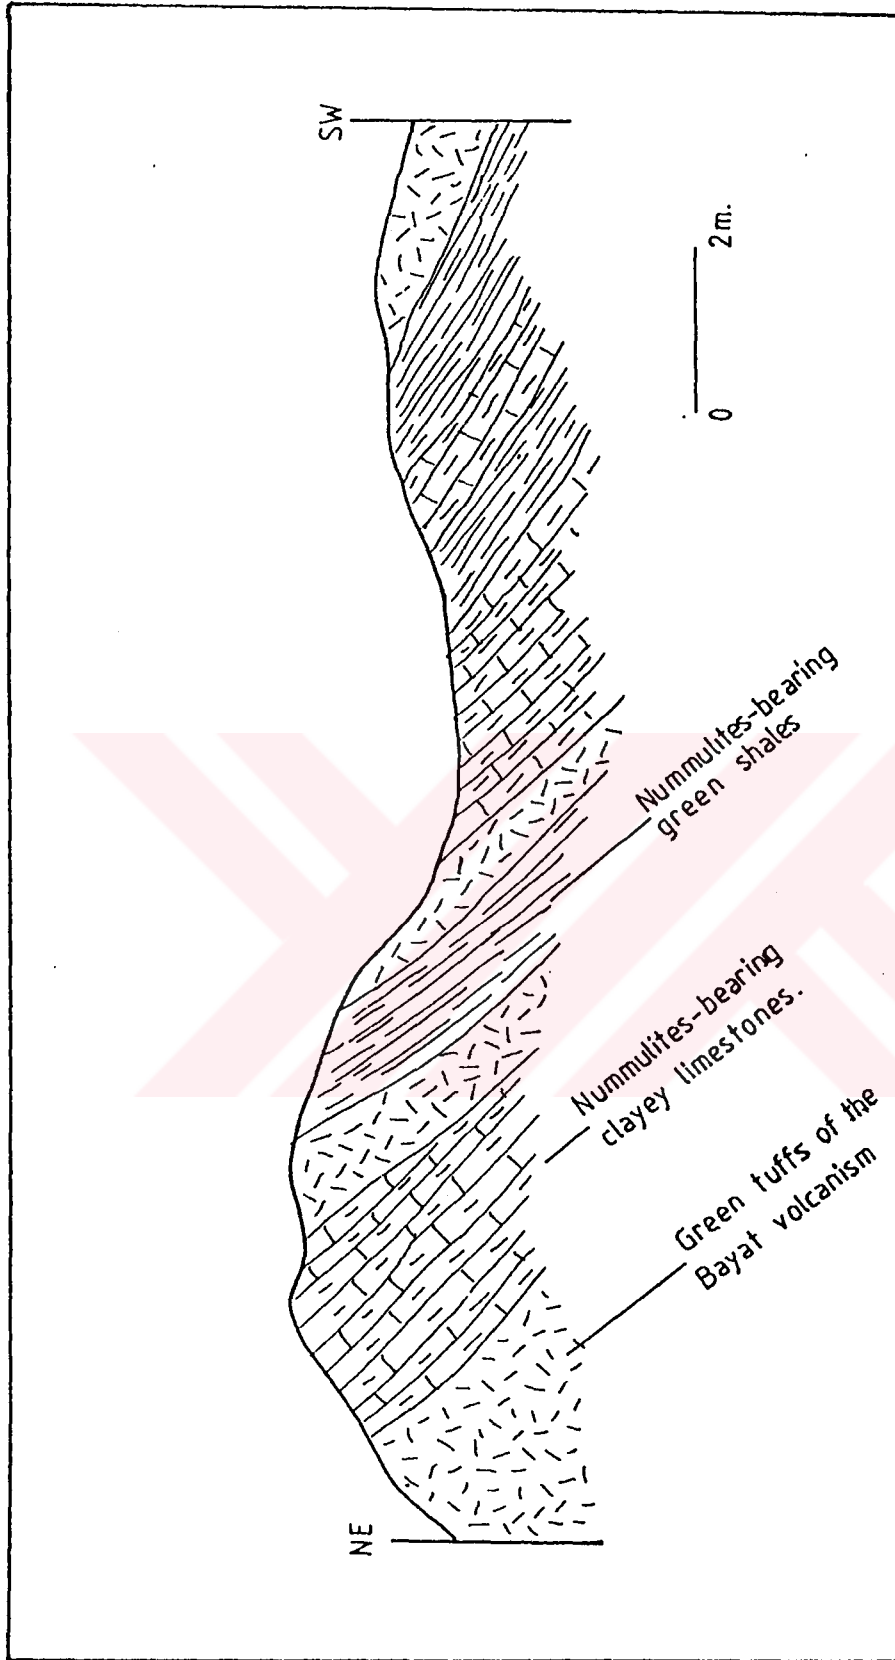 NE
SW
Nummulites-bearing
green shales
Nummulites-bearing
clayey limestones.
Green tuffs of the
Bayat volcanism
0 2m.